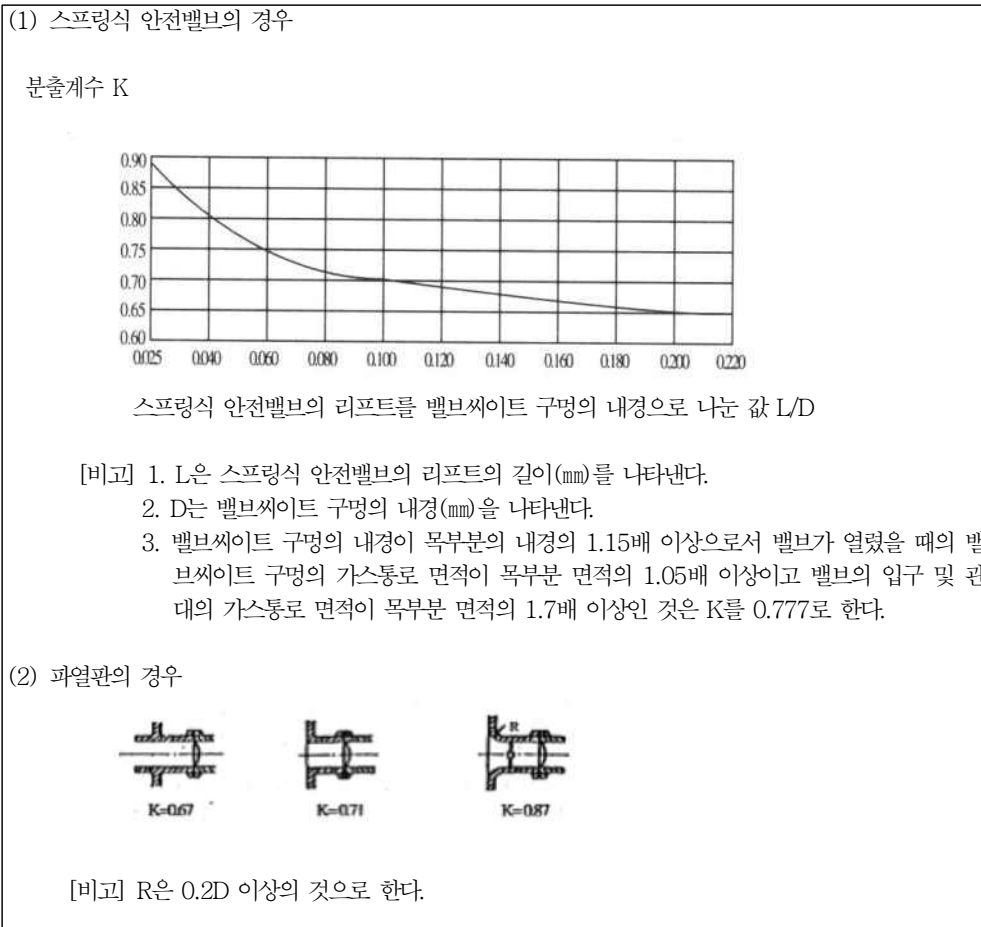 (1) 스프링식 안전밸브의 경우
분출계수 K
0.90
0.85
0.80
0.75
0.70
0.65
0.60
0.025 0.040 0.060 0.080 0.100 0.120 0.140 0.160 0.180 0.200 0.220
스프링식 안전밸브의 리프트를 밸브씨이트 구멍의 내경으로 나눈 값 L/D
[비고] 1. L은 스프링식 안전밸브의 리프트의 길이(㎜)를 나타낸다.
2. D는 밸브씨이트 구멍의 내경(㎜)을 나타낸다.
3. 밸브씨이트 구멍의 내경이 목부분의 내경의 1.15배 이상으로서 밸브가 열렸을 때의 밸
브씨이트 구멍의 가스통로 면적이 목부분 면적의 1.05배 이상이고 밸브의 입구 및 관
대의 가스통로 면적이 목부분 면적의 1.7배 이상인 것은 K를 0.777로 한다.
(2) 파열판의 경우
R
K=0.67 K=0.71 K=0.87
[비고] R은 0.2D 이상의 것으로 한다.